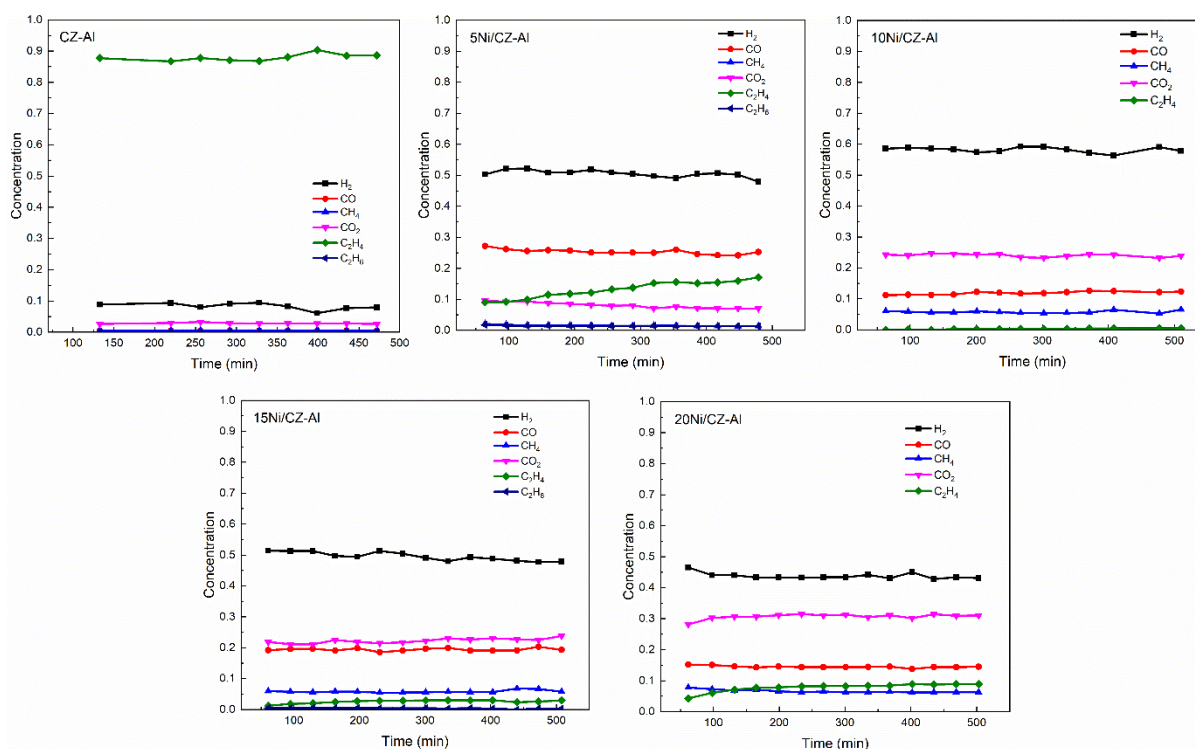 CZ-Al
1.0
0.9
0.8
0.7
0.6
0.5
0.4
0.3
0.2
0.1
0.0
Concentration
H₂
CO
CH₄
CO₂
C₂H₄
C₂H₆
100 150 200 250 300 350 400 450 500
Time (min)
5Ni/CZ-Al
1.0
0.9
0.8
0.7
0.6
0.5
0.4
0.3
0.2
0.1
0.0
Concentration
H₂
CO
CH₄
CO₂
C₂H₄
C₂H₆
100 200 300 400 500
Time (min)
10Ni/CZ-Al
1.0
0.9
0.8
0.7
0.6
0.5
0.4
0.3
0.2
0.1
0.0
Concentration
H₂
CO
CH₄
CO₂
C₂H₄
100 200 300 400 500
Time (min)
15Ni/CZ-Al
1.0
0.9
0.8
0.7
0.6
0.5
0.4
0.3
0.2
0.1
0.0
Concentration
H₂
CO
CH₄
CO₂
C₂H₄
C₂H₆
100 200 300 400 500
Time (min)
20Ni/CZ-Al
1.0
0.9
0.8
0.7
0.6
0.5
0.4
0.3
0.2
0.1
0.0
Concentration
H₂
CO
CH₄
CO₂
C₂H₄
100 200 300 400 500
Time (min)